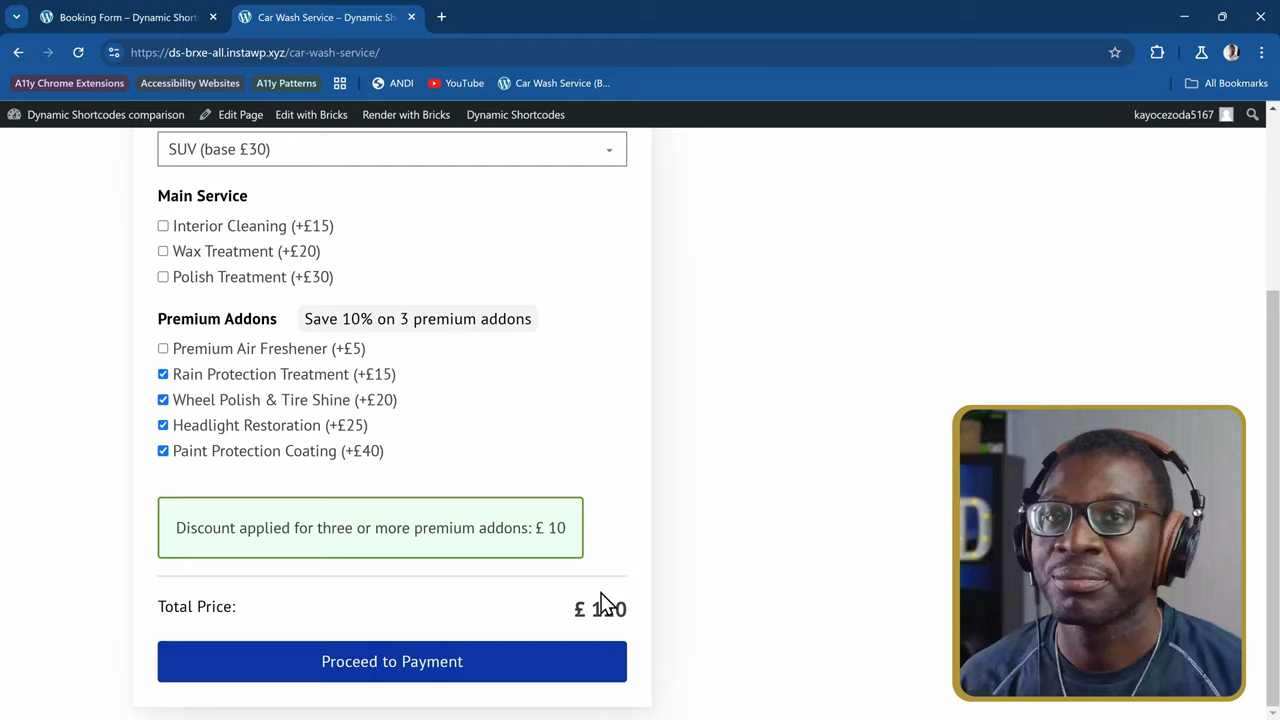 Booking Form – Dynamic Short
Car Wash Service – Dynamic Sh
https://ds-brxe-all.instawp.xyz/car-wash-service/
A11y Chrome Extensions
Accessibility Websites
A11y Patterns
ANDI
YouTube
Car Wash Service (B...
All Bookmarks
Dynamic Shortcodes comparison
Edit Page
Edit with Bricks
Render with Bricks
Dynamic Shortcodes
kayocezoda5167
SUV (base £30)
Main Service
Interior Cleaning (+£15)
Wax Treatment (+£20)
Polish Treatment (+£30)
Premium Addons
Save 10% on 3 premium addons
Premium Air Freshener (+£5)
Rain Protection Treatment (+£15)
Wheel Polish & Tire Shine (+£20)
Headlight Restoration (+£25)
Paint Protection Coating (+£40)
Discount applied for three or more premium addons: £ 10
Total Price:
£
Proceed to Payment